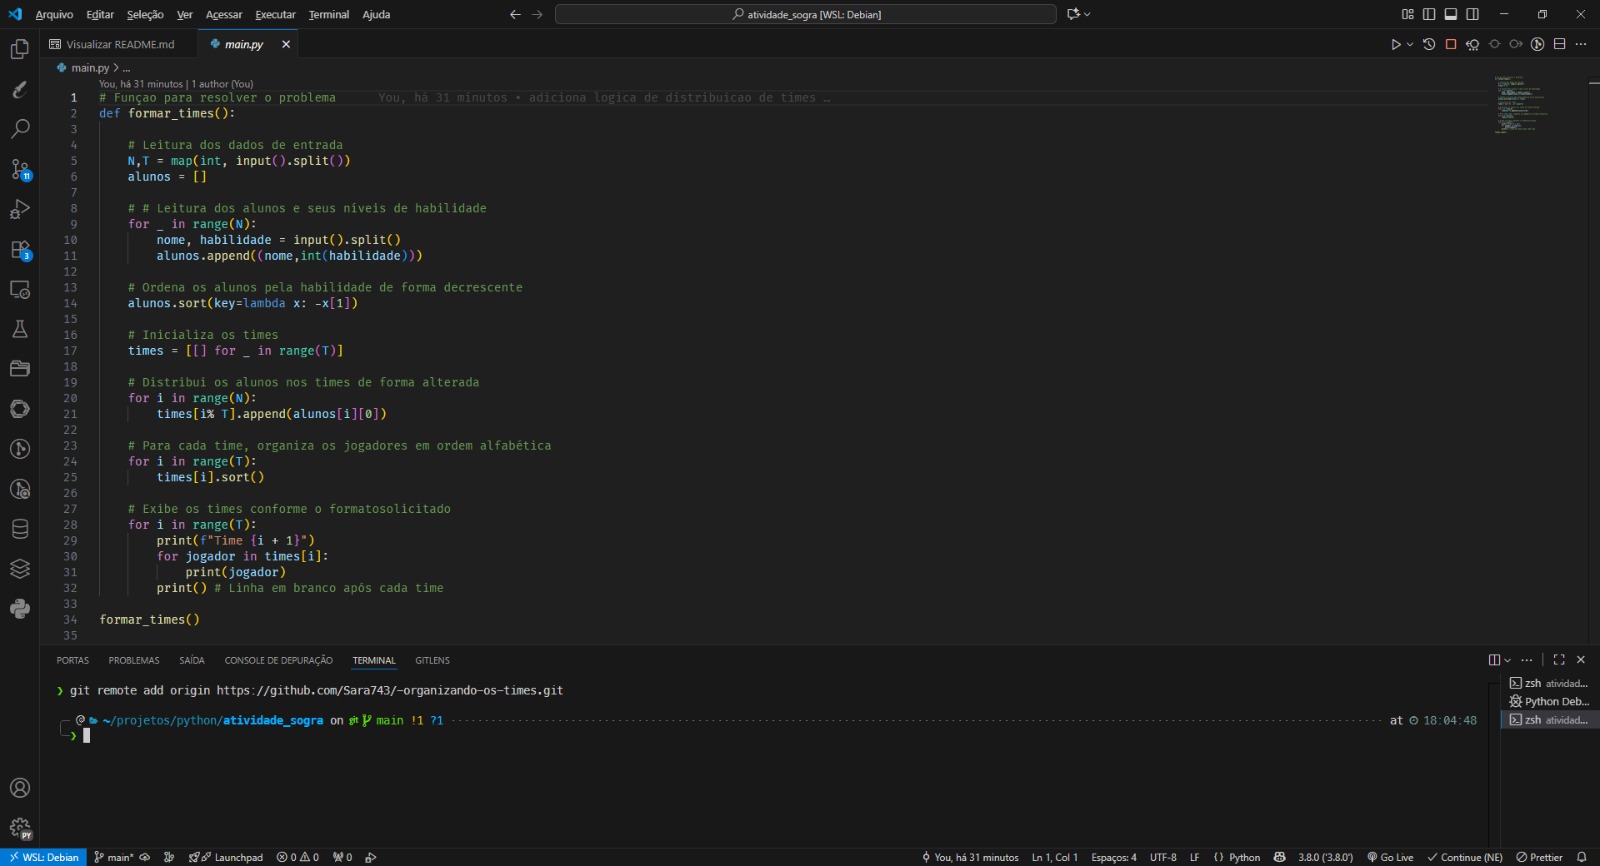 Arquivo Editar Seleção Ver Acessar Executar Terminal Ajuda
atividade_sogra [WSL: Debian]
Visualizar README.md
main.py
main.py > ...
You, há 31 minutos | 1 author (You)
1 # Funçao para resolver o problema You, há 31 minutos • adiciona logica de distribuicao de times …
2 def formar_times():
3
4 # Leitura dos dados de entrada
5 N,T = map(int, input().split())
6 alunos = []
7
8 # # Leitura dos alunos e seus níveis de habilidade
9 for _ in range(N):
10 nome, habilidade = input().split()
11 alunos.append((nome,int(habilidade)))
12
13 # Ordena os alunos pela habilidade de forma decrescente
14 alunos.sort(key=lambda x: -x[1])
15
16 # Inicializa os times
17 times = [[] for _ in range(T)]
18
19 # Distribui os alunos nos times de forma alterada
20 for i in range(N):
21 times[i% T].append(alunos[i][0])
22
23 # Para cada time, organiza os jogadores em ordem alfabética
24 for i in range(T):
25 times[i].sort()
26
27 # Exibe os times conforme o formatosolicitado
28 for i in range(T):
29 print(f"Time {i + 1}")
30 for jogador in times[i]:
31 print(jogador)
32 print() # Linha em branco após cada time
33
34 formar_times()
35
11
3
PY
PORTAS PROBLEMAS SAÍDA CONSOLE DE DEPURAÇÃO TERMINAL GITLENS
❯ git remote add origin https://github.com/Sara743/-organizando-os-times.git
~/projetos/python/atividade_sogra on git main !1 ?1 at 18:04:48
❯
zsh atividad...
Python Deb...
zsh atividad...
WSL: Debian main* Launchpad 0 0 0 You, há 31 minutos Ln 1, Col 1 Espaços: 4 UTF-8 LF {} Python 3.8.0 ('3.8.0') Go Live Continue (NE) Prettier